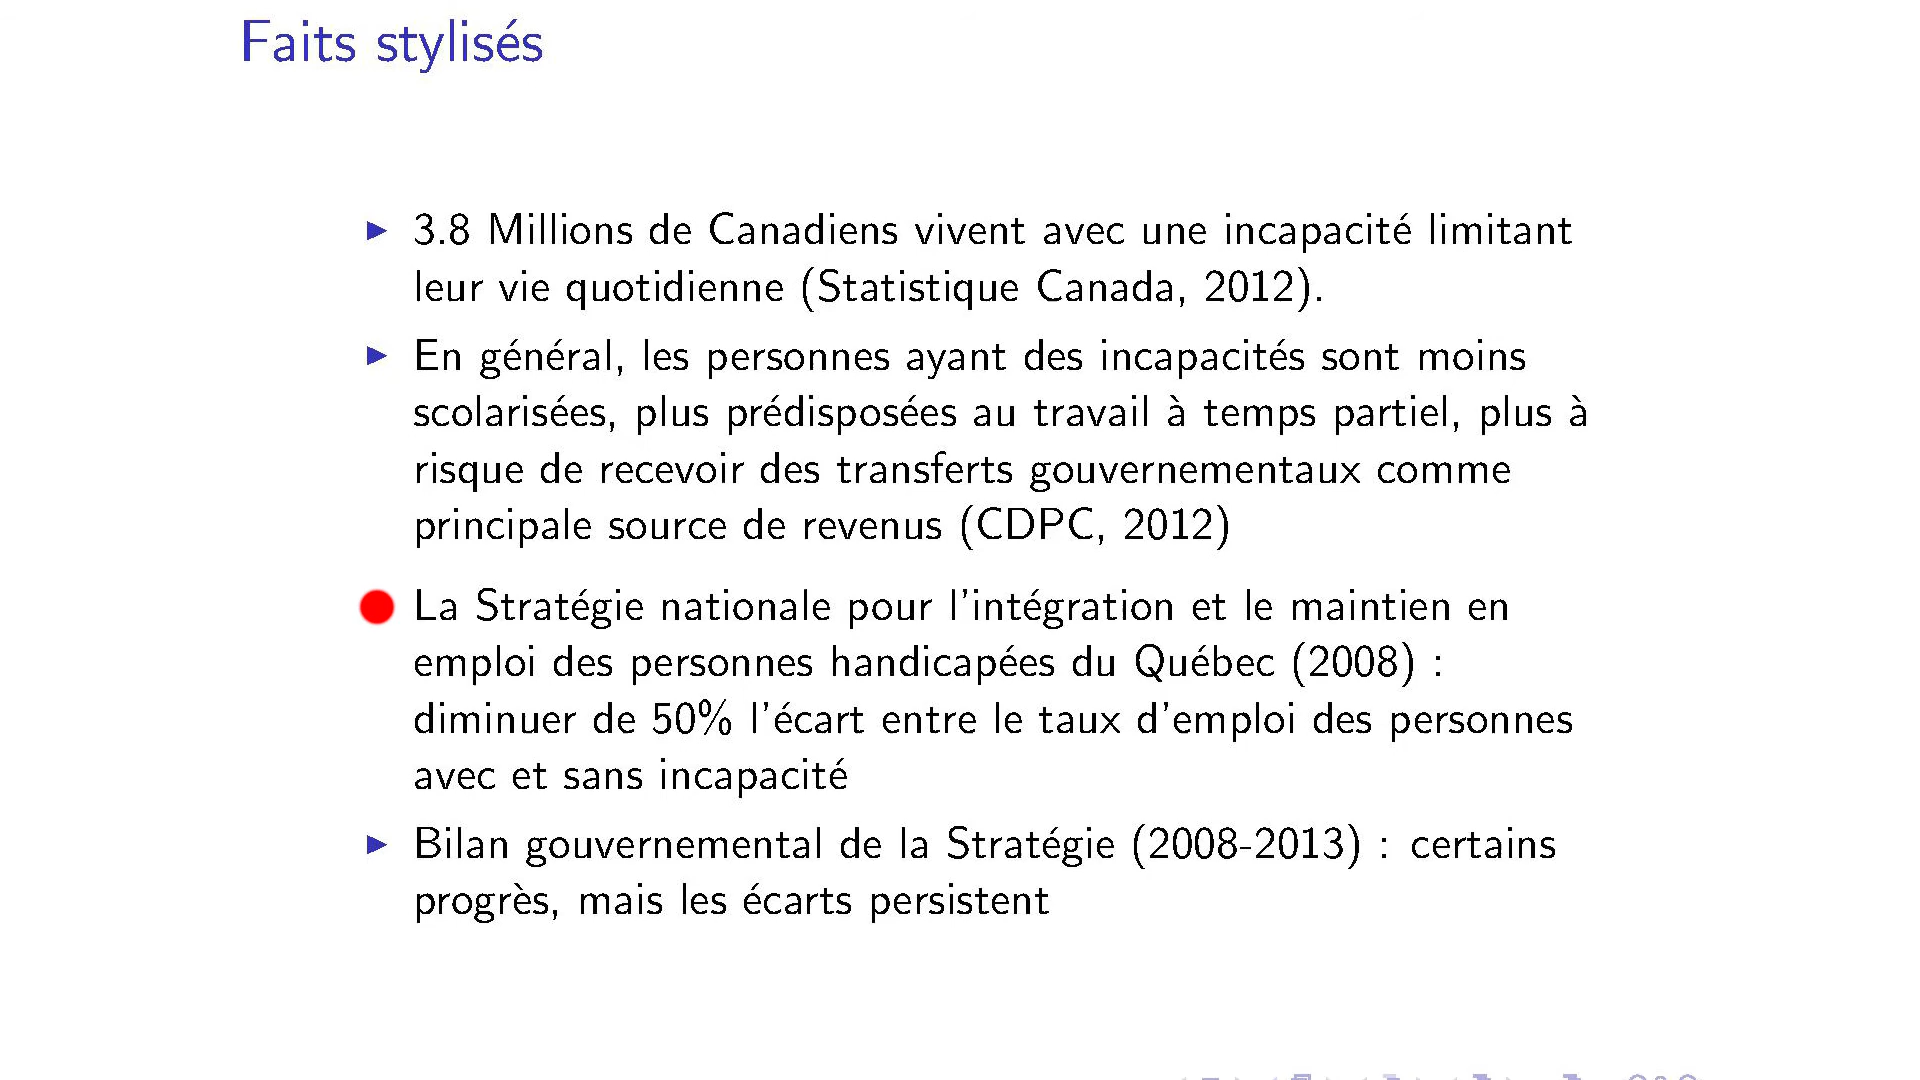 Faits stylisés
3.8 Millions de Canadiens vivent avec une incapacité limitant
leur vie quotidienne (Statistique Canada, 2012).
En général, les personnes ayant des incapacités sont moins
scolarisées, plus prédisposées au travail à temps partiel, plus à
risque de recevoir des transferts gouvernementaux comme
principale source de revenus (CDPC, 2012)
La Stratégie nationale pour l'intégration et le maintien en
emploi des personnes handicapées du Québec (2008) :
diminuer de 50% l'écart entre le taux d'emploi des personnes
avec et sans incapacité
Bilan gouvernemental de la Stratégie (2008-2013) : certains
progrès, mais les écarts persistent